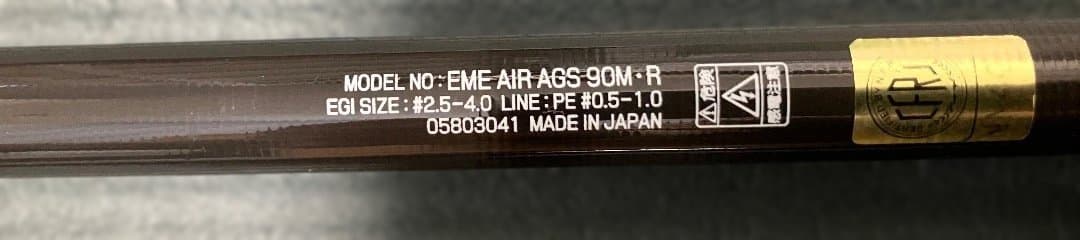 MODEL NO : EME AIR AGS 90M・R
EGI SIZE : #2.5-4.0 LINE : PE #0.5-1.0
05803041 MADE IN JAPAN
危険
感電注意
CFRJ